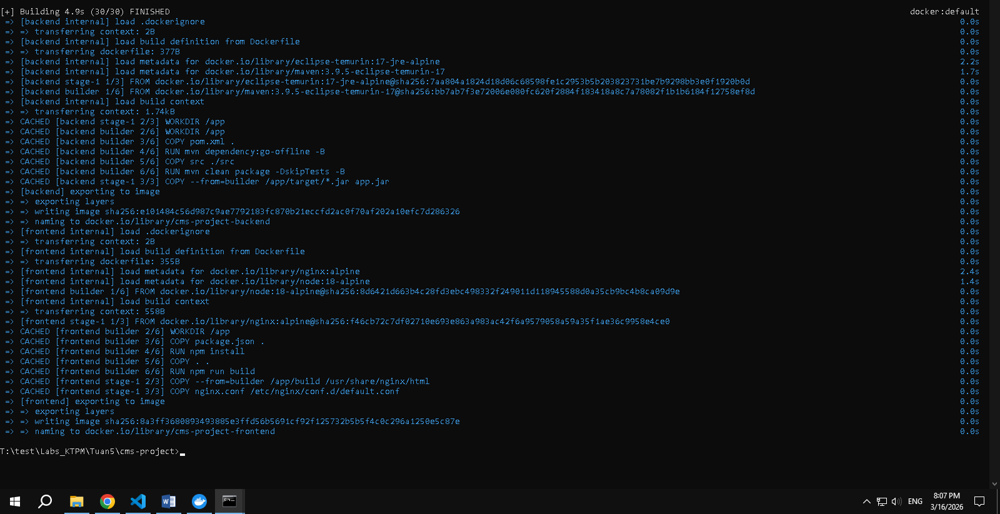 [+] Building 4.9s (30/30) FINISHED docker:default
=> [backend internal] load .dockerignore 0.0s
=> => transferring context: 2B 0.0s
=> [backend internal] load build definition from Dockerfile 0.0s
=> => transferring dockerfile: 377B 0.0s
=> [backend internal] load metadata for docker.io/library/eclipse-temurin:17-jre-alpine 2.2s
=> [backend internal] load metadata for docker.io/library/maven:3.9.5-eclipse-temurin-17 1.7s
=> [backend stage-1 1/3] FROM docker.io/library/eclipse-temurin:17-jre-alpine@sha256:7aa804a1824d18d06c68598fe1c2953b5b203823731be7b9298bb3e0f1920b0d 0.0s
=> [backend builder 1/6] FROM docker.io/library/maven:3.9.5-eclipse-temurin-17@sha256:bb7ab7f3e72006e080fc620f2884f183418a8c7a78082f1b1b6184f12758ef8d 0.0s
=> [backend internal] load build context 0.0s
=> => transferring context: 1.74kB 0.0s
=> CACHED [backend stage-1 2/3] WORKDIR /app 0.0s
=> CACHED [backend builder 2/6] WORKDIR /app 0.0s
=> CACHED [backend builder 3/6] COPY pom.xml . 0.0s
=> CACHED [backend builder 4/6] RUN mvn dependency:go-offline -B 0.0s
=> CACHED [backend builder 5/6] COPY src ./src 0.0s
=> CACHED [backend builder 6/6] RUN mvn clean package -DskipTests -B 0.0s
=> CACHED [backend stage-1 3/3] COPY --from=builder /app/target/*.jar app.jar 0.0s
=> [backend] exporting to image 0.0s
=> => exporting layers 0.0s
=> => writing image sha256:e101484c56d987c9ae7792183fc870b21eccfd2ac0f70af202a10efc7d286326 0.0s
=> => naming to docker.io/library/cms-project-backend 0.0s
=> [frontend internal] load .dockerignore 0.0s
=> => transferring context: 2B 0.0s
=> [frontend internal] load build definition from Dockerfile 0.0s
=> => transferring dockerfile: 355B 0.0s
=> [frontend internal] load metadata for docker.io/library/nginx:alpine 2.4s
=> [frontend internal] load metadata for docker.io/library/node:18-alpine 1.4s
=> [frontend builder 1/6] FROM docker.io/library/node:18-alpine@sha256:8d6421d663b4c28fd3ebc498332f249011d118945588d0a35cb9bc4b8ca09d9e 0.0s
=> [frontend internal] load build context 0.0s
=> => transferring context: 558B 0.0s
=> [frontend stage-1 1/3] FROM docker.io/library/nginx:alpine@sha256:f46cb72c7df02710e693e863a983ac42f6a9579058a59a35f1ae36c9958e4ce0 0.0s
=> CACHED [frontend builder 2/6] WORKDIR /app 0.0s
=> CACHED [frontend builder 3/6] COPY package.json . 0.0s
=> CACHED [frontend builder 4/6] RUN npm install 0.0s
=> CACHED [frontend builder 5/6] COPY . . 0.0s
=> CACHED [frontend builder 6/6] RUN npm run build 0.0s
=> CACHED [frontend stage-1 2/3] COPY --from=builder /app/build /usr/share/nginx/html 0.0s
=> CACHED [frontend stage-1 3/3] COPY nginx.conf /etc/nginx/conf.d/default.conf 0.0s
=> [frontend] exporting to image 0.0s
=> => exporting layers 0.0s
=> => writing image sha256:8a3ff3680893493885e3ffd56b5691cf92f125732b5b5f4c0c296a1250e5c87e 0.0s
=> => naming to docker.io/library/cms-project-frontend 0.0s
T:\test\Labs_KTPM\Tuan5\cms-project>
ENG
8:07 PM
3/16/2026